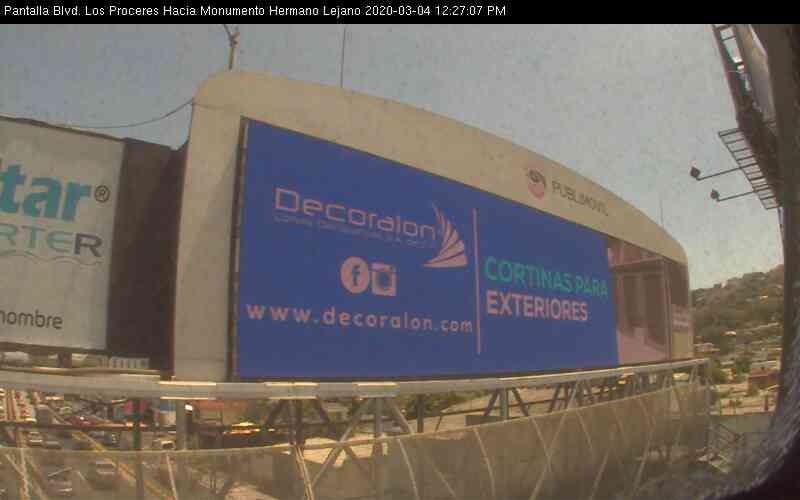 Pantalla Blvd. Los Proceres Hacia Monumento Hermano Lejano 2020-03-04 12:27:07 PM
tar®
RTER
nombre
PUBLIMOVIL
Decoralon
www.decoralon.com
CORTINAS PARA
EXTERIORES